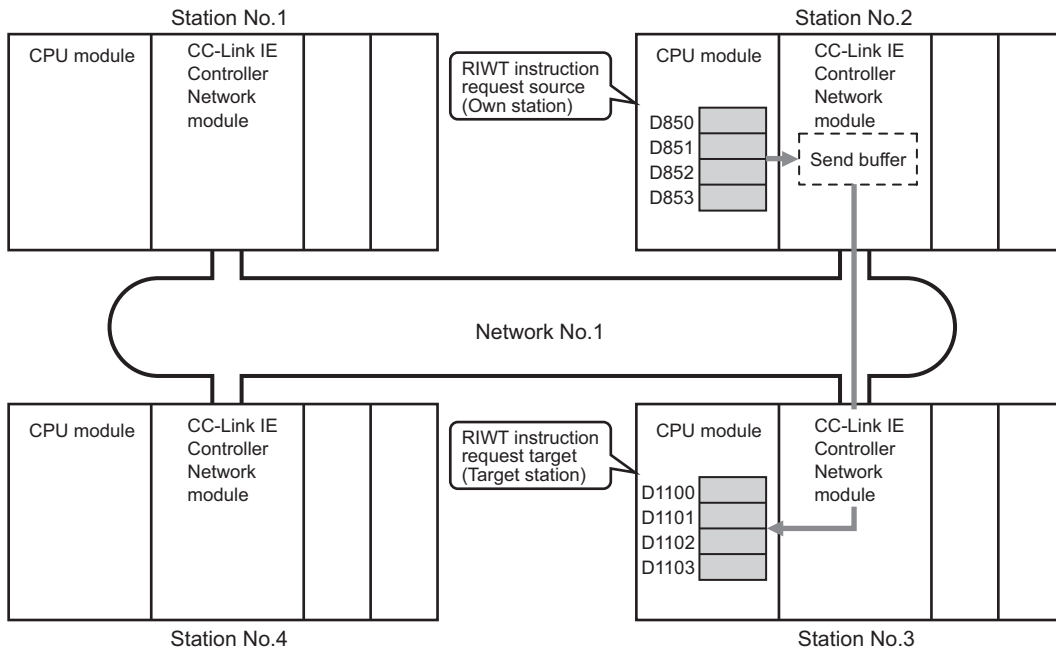 Station No.1
CPU module
CC-Link IE
Controller
Network
module
Station No.2
RIWT instruction
request source
(Own station)
CPU module
D850
D851
D852
D853
CC-Link IE
Controller
Network
module
Send buffer
Network No.1
CPU module
CC-Link IE
Controller
Network
module
Station No.4
RIWT instruction
request target
(Target station)
CPU module
D1100
D1101
D1102
D1103
CC-Link IE
Controller
Network
module
Station No.3